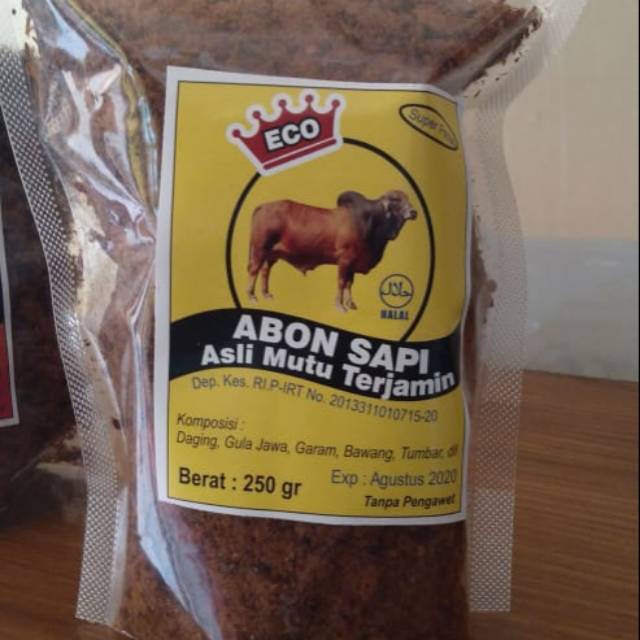 ECO
Super
حلال
HALAL
ABON SAPI
Asli Mutu Terjamin
Dep. Kes. RI.P-IRT No. 2013311010715-20
Komposisi :
Daging, Gula Jawa, Garam, Bawang, Tumbar, dll
Berat : 250 gr
Exp : Agustus 2020
Tanpa Pengawet